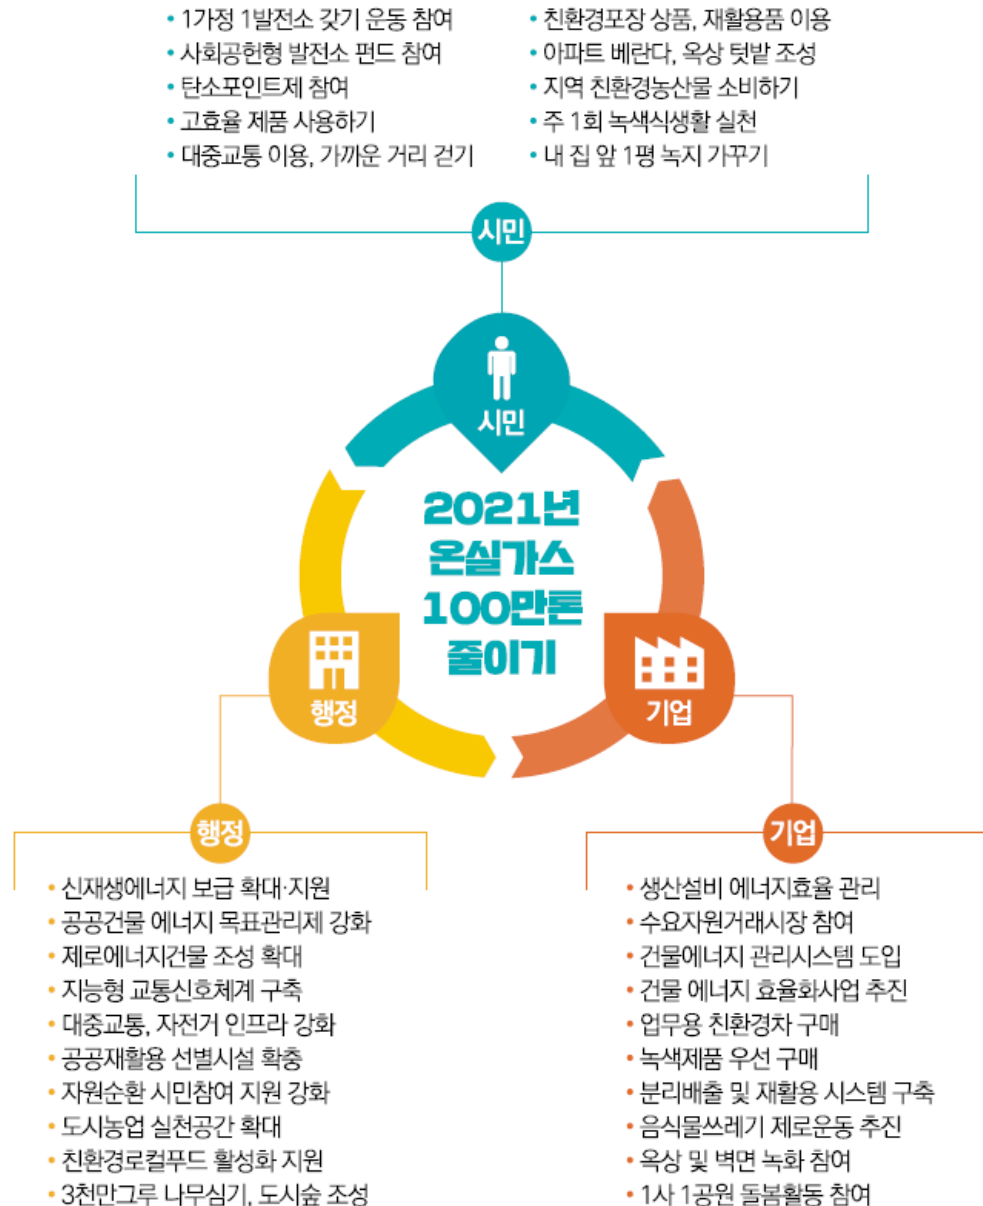 • 1가정 1발전소 갖기 운동 참여
• 사회공헌형 발전소 펀드 참여
• 탄소포인트제 참여
• 고효율 제품 사용하기
• 대중교통 이용, 가까운 거리 걷기
• 친환경포장 상품, 재활용품 이용
• 아파트 베란다, 옥상 텃밭 조성
• 지역 친환경농산물 소비하기
• 주 1회 녹색식생활 실천
• 내 집 앞 1평 녹지 가꾸기
시민
시민
2021년
온실가스
100만톤
줄이기
행정
기업
행정
• 신재생에너지 보급 확대·지원
• 공공건물 에너지 목표관리제 강화
• 제로에너지건물 조성 확대
• 지능형 교통신호체계 구축
• 대중교통, 자전거 인프라 강화
• 공공재활용 선별시설 확충
• 자원순환 시민참여 지원 강화
• 도시농업 실천공간 확대
• 친환경로컬푸드 활성화 지원
• 3천만그루 나무심기, 도시숲 조성
기업
• 생산설비 에너지효율 관리
• 수요자원거래시장 참여
• 건물에너지 관리시스템 도입
• 건물 에너지 효율화사업 추진
• 업무용 친환경차 구매
• 녹색제품 우선 구매
• 분리배출 및 재활용 시스템 구축
• 음식물쓰레기 제로운동 추진
• 옥상 및 벽면 녹화 참여
• 1사 1공원 돌봄활동 참여